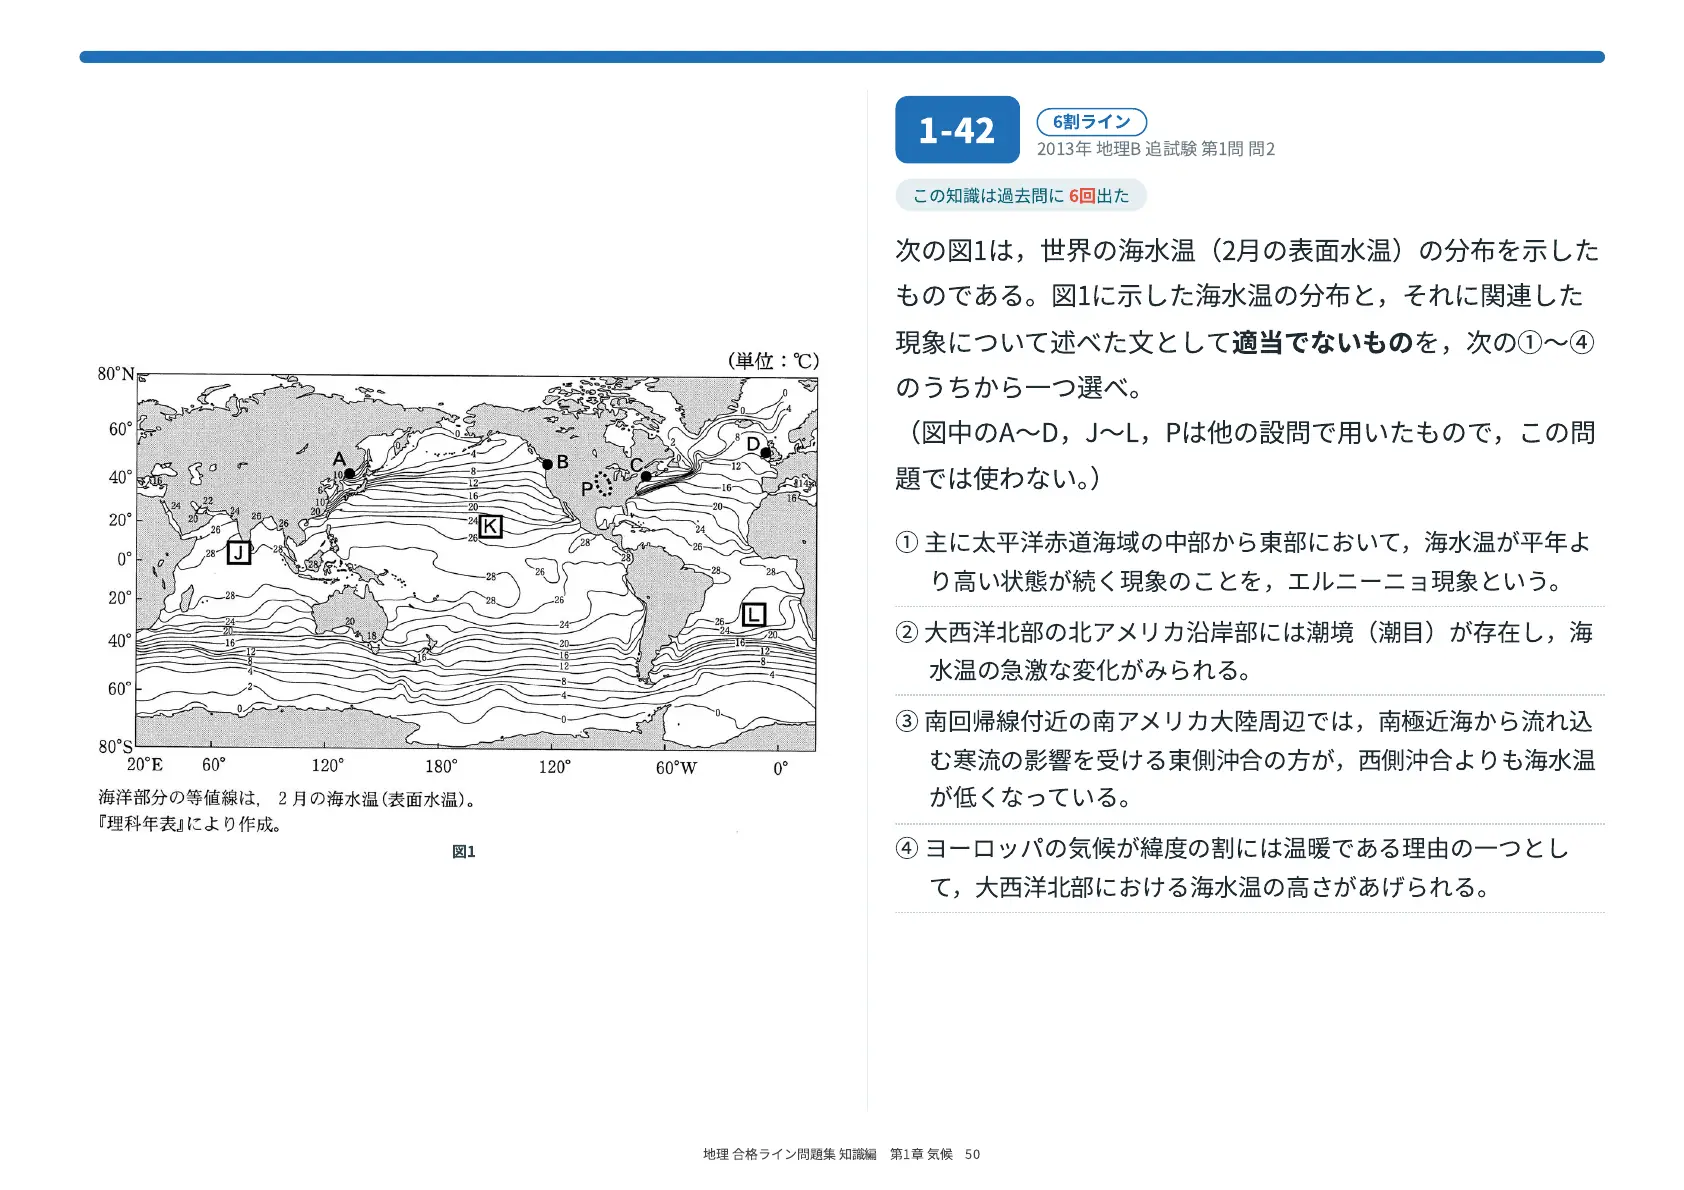 1-42
6割ライン
2013年 地理B 追試験 第1問 問2
この知識は過去問に 6回出た
次の図1は，世界の海水温（2月の表面水温）の分布を示した
ものである。図1に示した海水温の分布と，それに関連した
現象について述べた文として適当でないものを，次の①～④
のうちから一つ選べ。
（図中のA～D，J～L，Pは他の設問で用いたもので，この問
題では使わない。）
① 主に太平洋赤道海域の中部から東部において，海水温が平年よ
り高い状態が続く現象のことを，エルニーニョ現象という。
② 大西洋北部の北アメリカ沿岸部には潮境（潮目）が存在し，海
水温の急激な変化がみられる。
③ 南回帰線付近の南アメリカ大陸周辺では，南極近海から流れ込
む寒流の影響を受ける東側沖合の方が，西側沖合よりも海水温
が低くなっている。
④ ヨーロッパの気候が緯度の割には温暖である理由の一つとし
て，大西洋北部における海水温の高さがあげられる。
（単位：℃）
80°N
60°
40°
20°
0°
20°
40°
60°
80°S
20°E 60° 120° 180° 120° 60°W 0°
A
B
C
D
P
J
K
L
海洋部分の等値線は，2月の海水温（表面水温）。
『理科年表』により作成。
図1
地理 合格ライン問題集 知識編 第1章 気候 50